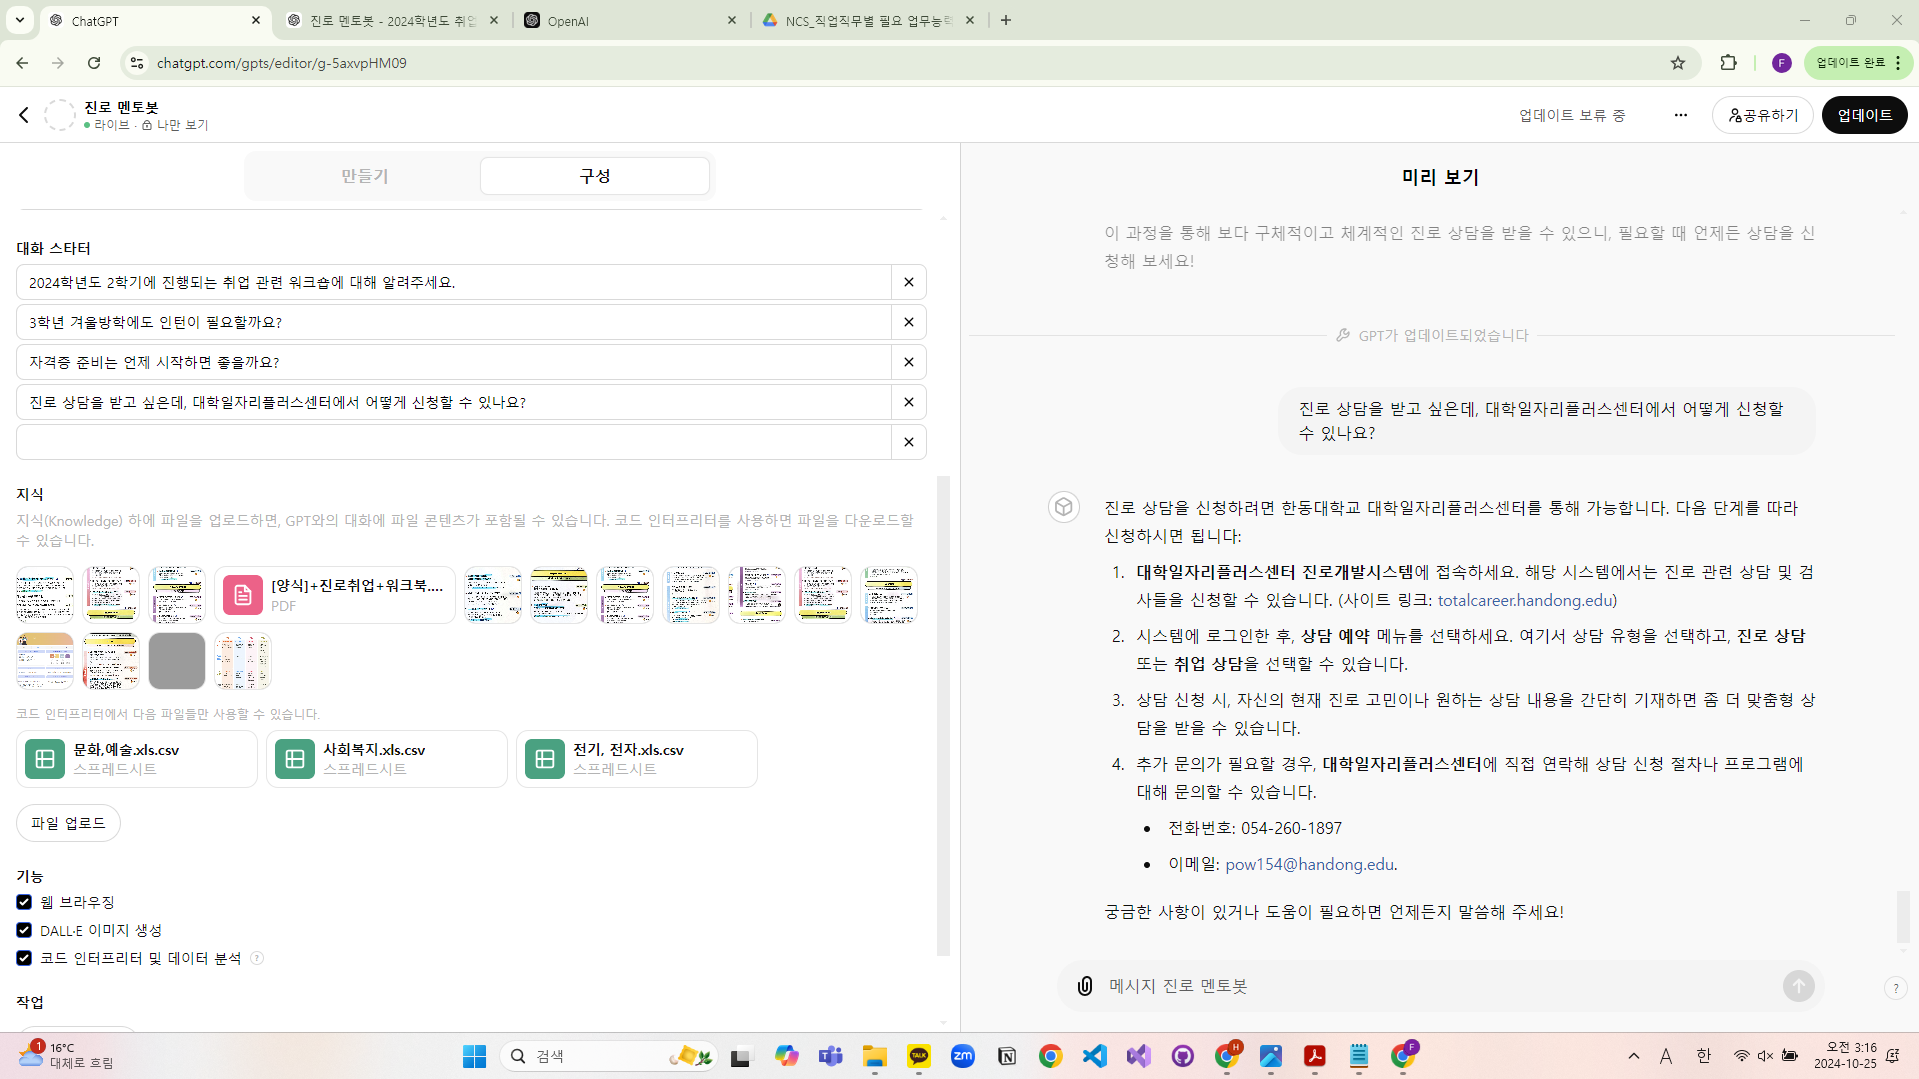 ChatGPT
진로 멘토봇 - 2024학년도 취업
OpenAI
NCS_직업직무별 필요 업무능력
chatgpt.com/gpts/editor/g-5axvpHM09
F
업데이트 완료
진로 멘토봇
라이브 · 나만 보기
업데이트 보류 중
공유하기
업데이트
만들기
구성
대화 스타터
2024학년도 2학기에 진행되는 취업 관련 워크숍에 대해 알려주세요.
3학년 겨울방학에도 인턴이 필요할까요?
자격증 준비는 언제 시작하면 좋을까요?
진로 상담을 받고 싶은데, 대학일자리플러스센터에서 어떻게 신청할 수 있나요?
지식
지식(Knowledge) 하에 파일을 업로드하면, GPT와의 대화에 파일 콘텐츠가 포함될 수 있습니다. 코드 인터프리터를 사용하면 파일을 다운로드할
수 있습니다.
[양식]+진로취업+워크북....
PDF
코드 인터프리터에서 다음 파일들만 사용할 수 있습니다.
문화,예술.xls.csv
스프레드시트
사회복지.xls.csv
스프레드시트
전기, 전자.xls.csv
스프레드시트
파일 업로드
기능
웹 브라우징
DALL·E 이미지 생성
코드 인터프리터 및 데이터 분석 ?
작업
미리 보기
이 과정을 통해 보다 구체적이고 체계적인 진로 상담을 받을 수 있으니, 필요할 때 언제든 상담을 신
청해 보세요!
GPT가 업데이트되었습니다
진로 상담을 받고 싶은데, 대학일자리플러스센터에서 어떻게 신청할
수 있나요?
진로 상담을 신청하려면 한동대학교 대학일자리플러스센터를 통해 가능합니다. 다음 단계를 따라
신청하시면 됩니다:
1. 대학일자리플러스센터 진로개발시스템에 접속하세요. 해당 시스템에서는 진로 관련 상담 및 검
사들을 신청할 수 있습니다. (사이트 링크: totalcareer.handong.edu)
2. 시스템에 로그인한 후, 상담 예약 메뉴를 선택하세요. 여기서 상담 유형을 선택하고, 진로 상담
또는 취업 상담을 선택할 수 있습니다.
3. 상담 신청 시, 자신의 현재 진로 고민이나 원하는 상담 내용을 간단히 기재하면 좀 더 맞춤형 상
담을 받을 수 있습니다.
4. 추가 문의가 필요할 경우, 대학일자리플러스센터에 직접 연락해 상담 신청 절차나 프로그램에
대해 문의할 수 있습니다.
• 전화번호: 054-260-1897
• 이메일: pow154@handong.edu.
궁금한 사항이 있거나 도움이 필요하면 언제든지 말씀해 주세요!
메시지 진로 멘토봇
?
1
16°C
대체로 흐림
검색
TALK
zm
H
F
A
한
오전 3:16
2024-10-25